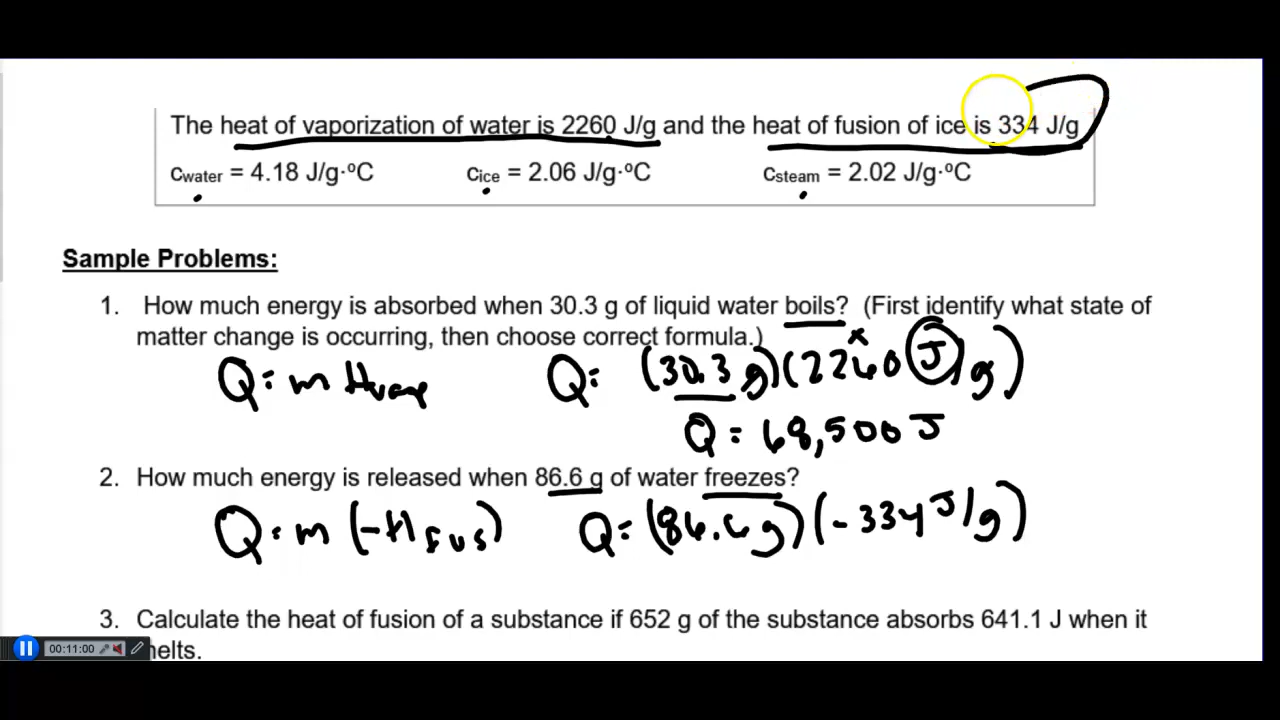 The heat of vaporization of water is 2260 J/g and the heat of fusion of ice is 334 J/g
cwater = 4.18 J/g·ºC cice = 2.06 J/g·ºC csteam = 2.02 J/g·ºC
Sample Problems:
1. How much energy is absorbed when 30.3 g of liquid water boils? (First identify what state of
matter change is occurring, then choose correct formula.)
Q = m Hvap Q = (30.3 g)(2260 J/g)
Q = 68,500 J
2. How much energy is released when 86.6 g of water freezes?
Q = m (-Hfus) Q = (86.6g)(-334 J/g)
3. Calculate the heat of fusion of a substance if 652 g of the substance absorbs 641.1 J when it
00:11:00 helts.